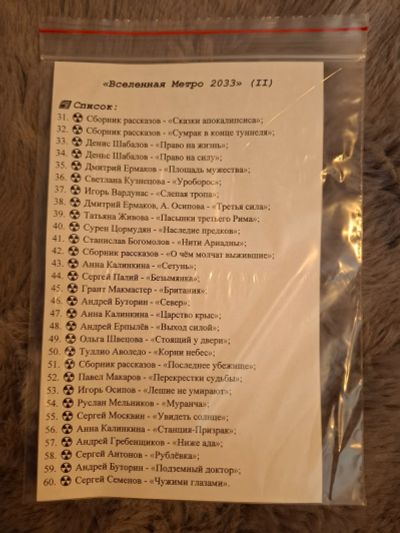 «Вселенная Метро 2033» (II)
Список:
31. Сборник рассказов - «Сказки апокалипсиса»;
32. Сборник рассказов - «Сумрак в конце туннеля»;
33. Денис Шабалов - «Право на жизнь»;
34. Денис Шабалов - «Право на силу»;
35. Дмитрий Ермаков - «Площадь мужества»;
36. Светлана Кузнецова - «Уроборос»;
37. Игорь Вардунас - «Слепая тропа»;
38. Дмитрий Ермаков, А. Осипова - «Третья сила»;
39. Татьяна Живова - «Пасынки третьего Рима»;
40. Сурен Цормудян - «Наследие предков»;
41. Станислав Богомолов - «Нити Ариадны»;
42. Сборник рассказов - «О чём молчат выжившие»;
43. Анна Калинкина - «Сетунь»;
44. Сергей Палий - «Безымянка»;
45. Грант Макмастер - «Британия»;
46. Андрей Буторин - «Север»;
47. Анна Калинкина - «Царство крыс»;
48. Андрей Ерпылёв - «Выход силой»;
49. Ольга Швецова - «Стоящий у двери»;
50. Туллио Аволедо - «Корни небес»;
51. Сборник рассказов - «Последнее убежище»;
52. Павел Макаров - «Перекрестки судьбы»;
53. Игорь Осипов - «Лешие не умирают»;
54. Руслан Мельников - «Муранча»;
55. Сергей Москвин - «Увидеть солнце»;
56. Анна Калинкина - «Станция-Призрак»;
57. Андрей Гребенщиков - «Ниже ада»;
58. Сергей Антонов - «Рублёвка»;
59. Андрей Буторин - «Подземный доктор»;
60. Сергей Семенов - «Чужими глазами».